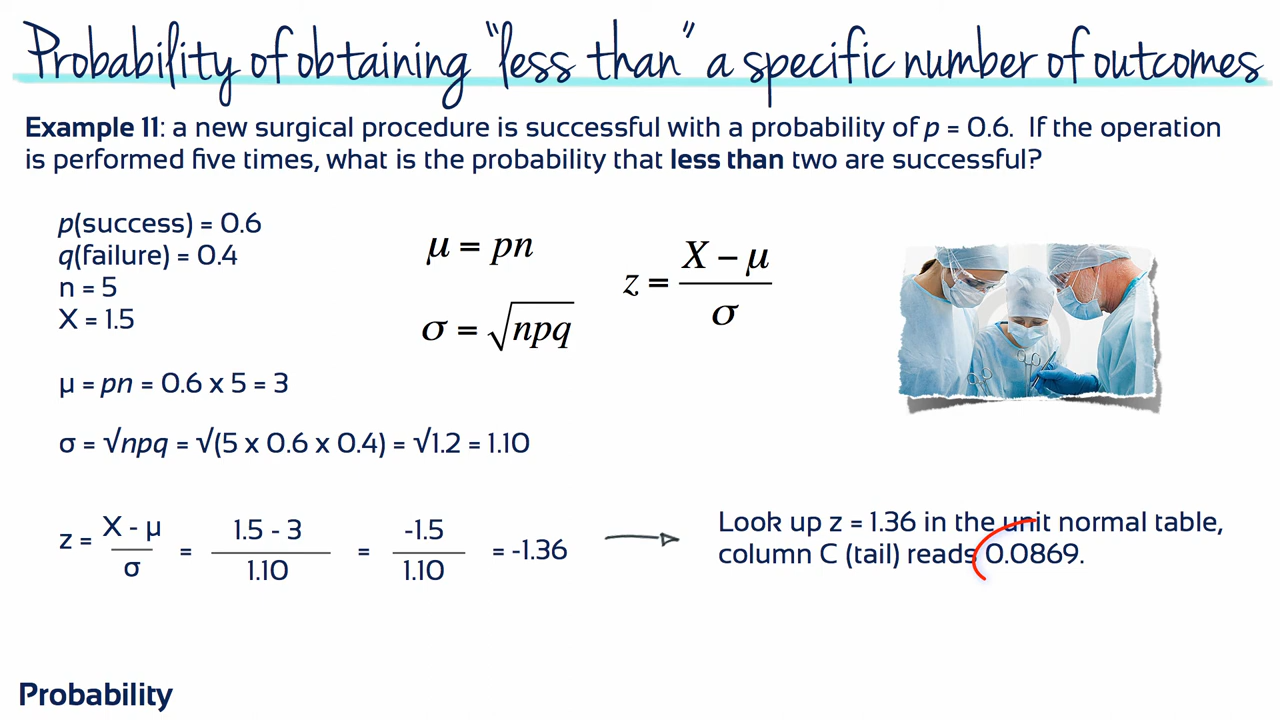 Probability of obtaining "less than" a specific number of outcomes
Example 11: a new surgical procedure is successful with a probability of p = 0.6. If the operation
is performed five times, what is the probability that less than two are successful?
p(success) = 0.6
q(failure) = 0.4
n = 5
X = 1.5
μ = pn
σ = √npq
z = (X − μ) / σ
μ = pn = 0.6 x 5 = 3
σ = √npq = √(5 x 0.6 x 0.4) = √1.2 = 1.10
z = (X - μ) / σ = (1.5 - 3) / 1.10 = -1.5 / 1.10 = -1.36
Look up z = 1.36 in the unit normal table,
column C (tail) reads 0.0869.
Probability